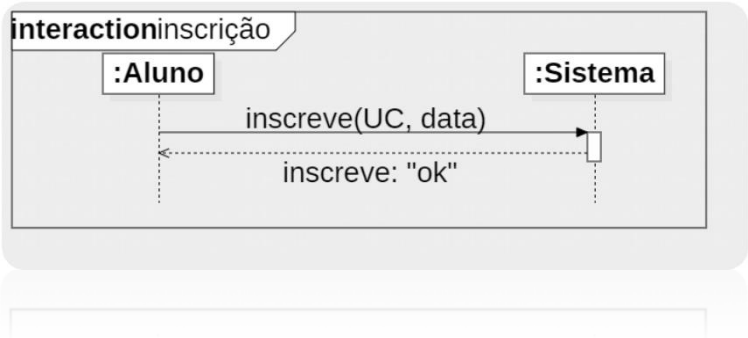 interactioninscrição
:Aluno
:Sistema
inscreve(UC, data)
inscreve: "ok"